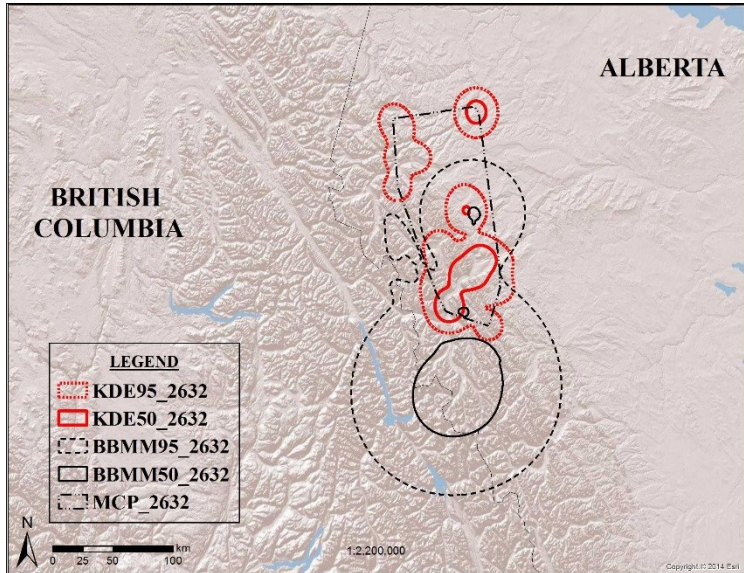 ALBERTA
BRITISH
COLUMBIA
LEGEND
KDE95_2632
KDE50_2632
BBMM95_2632
BBMM50_2632
MCP_2632
N
km
0 25 50 100
1:2,200,000
Copyright:© 2014 Esri